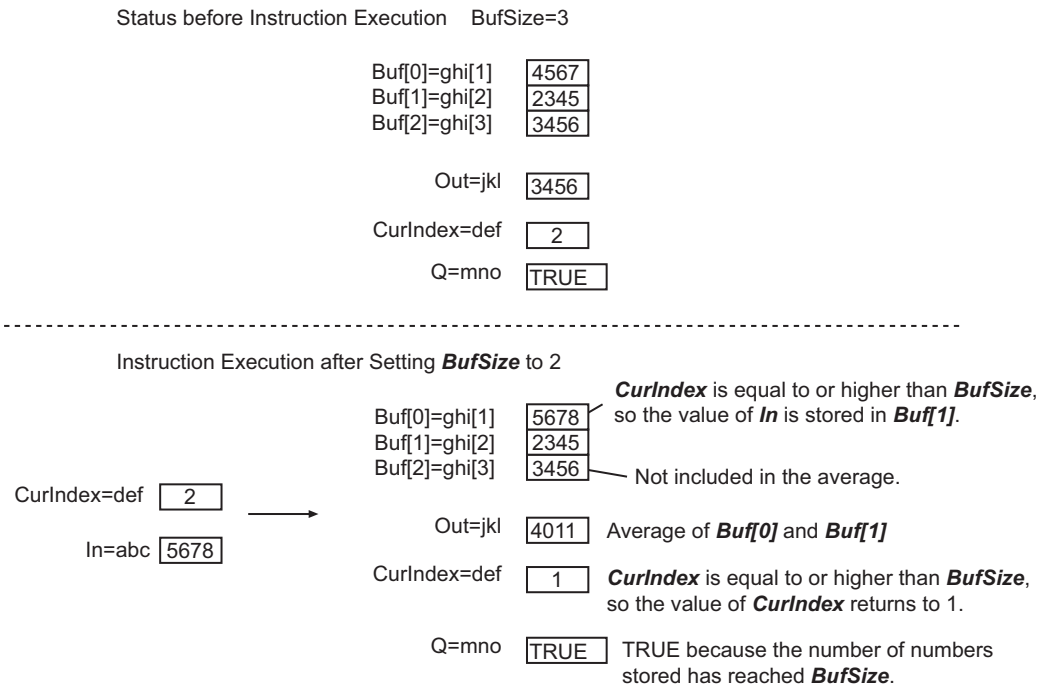 Status before Instruction Execution BufSize=3
Buf[0]=ghi[1] 4567
Buf[1]=ghi[2] 2345
Buf[2]=ghi[3] 3456
Out=jkl 3456
CurIndex=def 2
Q=mno TRUE
Instruction Execution after Setting BufSize to 2
CurIndex is equal to or higher than BufSize,
so the value of In is stored in Buf[1].
Buf[0]=ghi[1] 5678
Buf[1]=ghi[2] 2345
Buf[2]=ghi[3] 3456
Not included in the average.
CurIndex=def 2
In=abc 5678
Out=jkl 4011 Average of Buf[0] and Buf[1]
CurIndex=def 1 CurIndex is equal to or higher than BufSize,
so the value of CurIndex returns to 1.
Q=mno TRUE TRUE because the number of numbers
stored has reached BufSize.